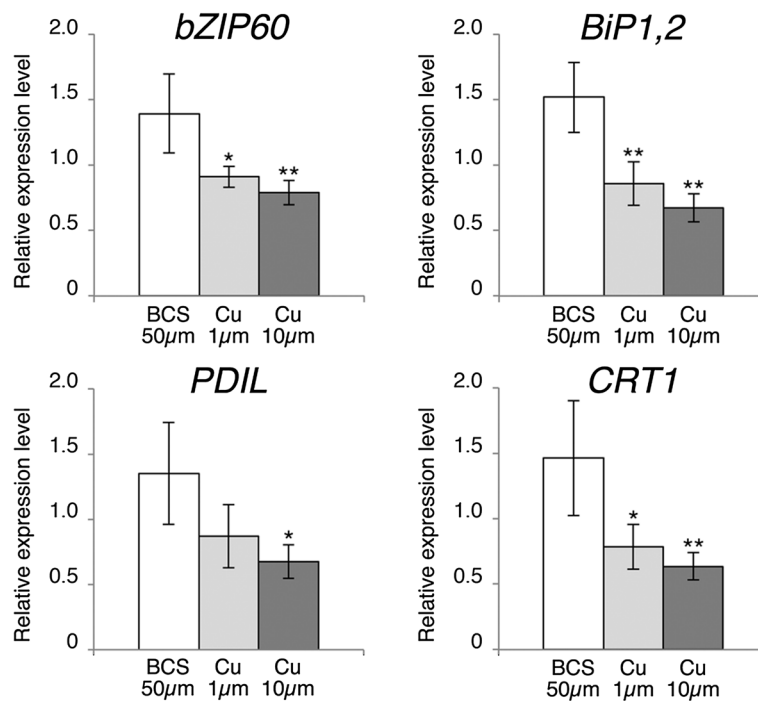 bZIP60
Relative expression level
2.0
1.5
1.0
0.5
0
*
**
BCS
50µm
Cu
1µm
Cu
10µm
BiP1,2
Relative expression level
2.0
1.5
1.0
0.5
0
**
**
BCS
50µm
Cu
1µm
Cu
10µm
PDIL
Relative expression level
2.0
1.5
1.0
0.5
0
*
BCS
50µm
Cu
1µm
Cu
10µm
CRT1
Relative expression level
2.0
1.5
1.0
0.5
0
*
**
BCS
50µm
Cu
1µm
Cu
10µm